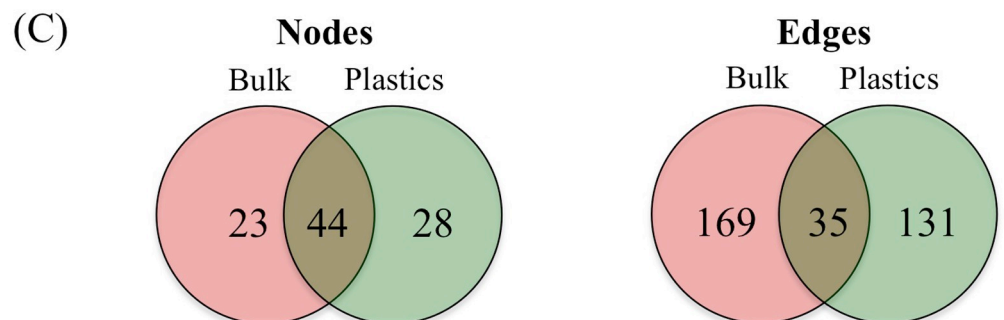 (C)
Nodes
Edges
Bulk Plastics
Bulk Plastics
23 44 28
169 35 131